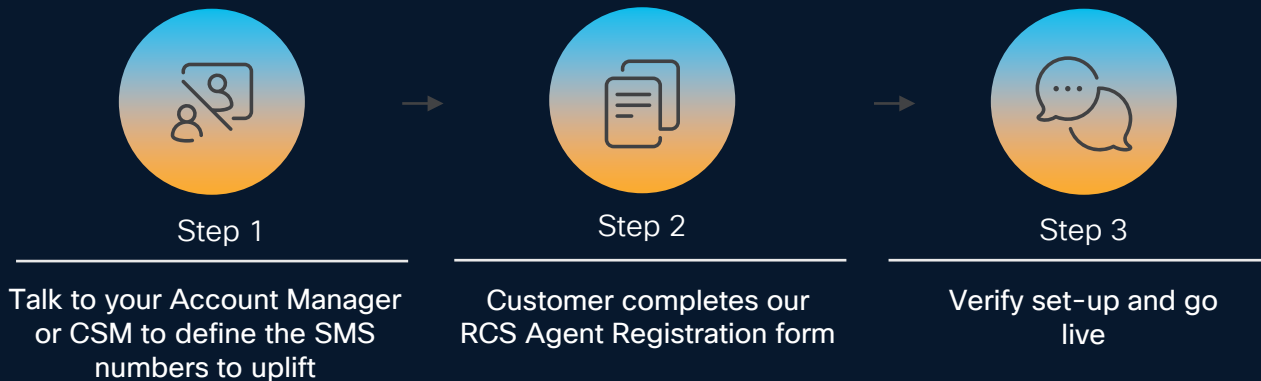 Step 1
Talk to your Account Manager
or CSM to define the SMS
numbers to uplift
Step 2
Customer completes our
RCS Agent Registration form
Step 3
Verify set-up and go
live